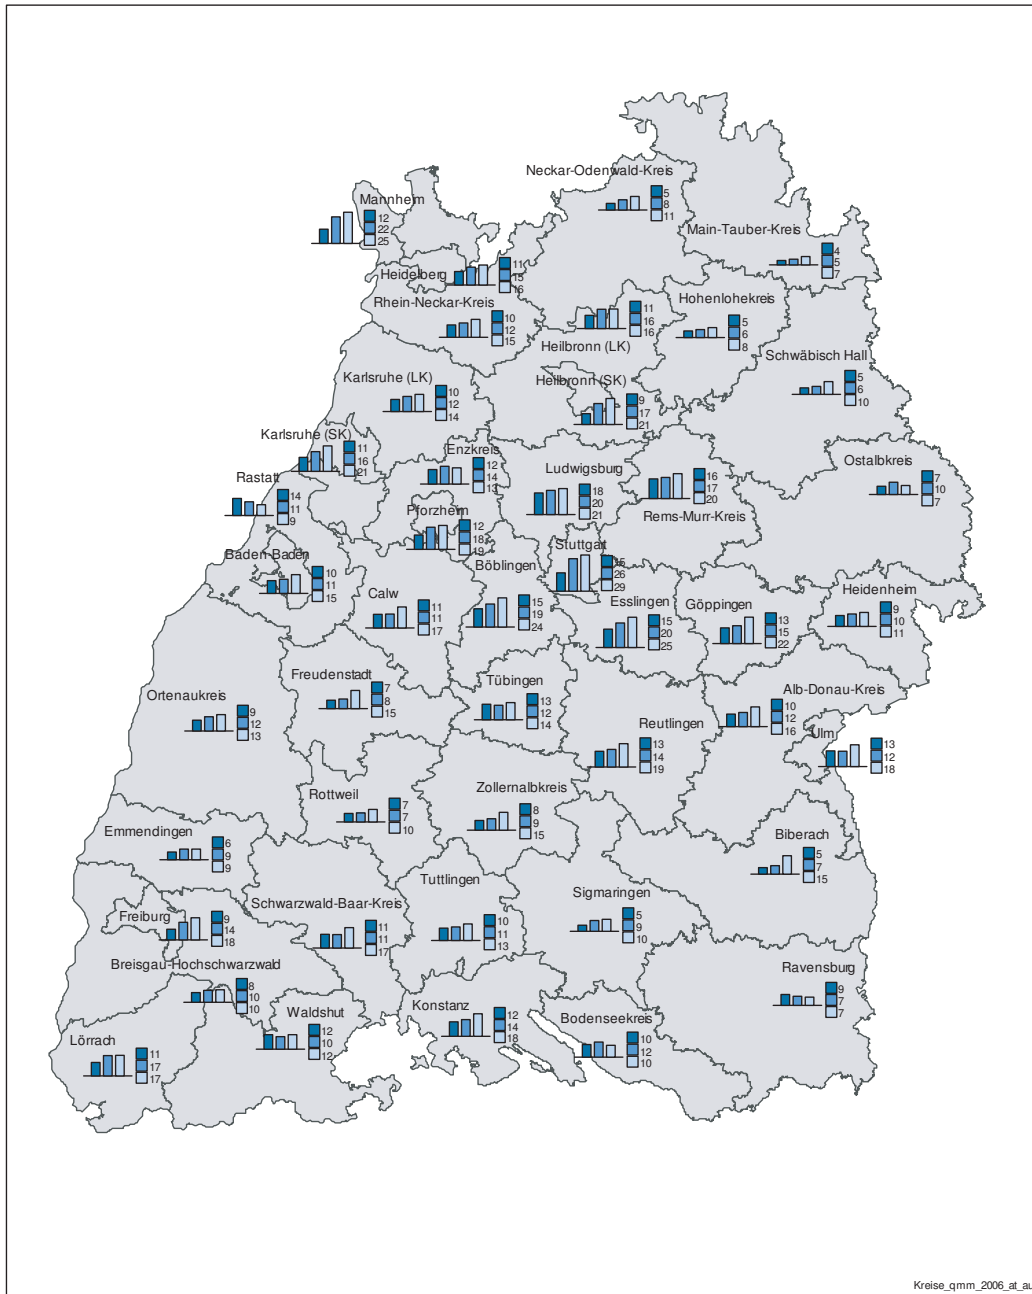 Neckar-Odenwald-Kreis
5
8
11
Mannheim
12
22
25
Main-Tauber-Kreis
4
5
7
Heidelberg
11
15
16
Rhein-Neckar-Kreis
10
12
15
Heilbronn (LK)
11
16
16
Hohenlohekreis
5
6
8
Schwäbisch Hall
5
6
10
Karlsruhe (LK)
10
12
14
Heilbronn (SK)
9
17
21
Karlsruhe (SK)
11
16
21
Enzkreis
12
14
13
Ludwigsburg
18
20
21
Rems-Murr-Kreis
16
17
20
Ostalbkreis
7
10
7
Rastatt
14
11
9
Pforzheim
12
18
19
Stuttgart
15
26
29
Baden-Baden
10
11
15
Calw
11
11
17
Böblingen
15
19
24
Esslingen
15
20
25
Göppingen
13
15
22
Heidenheim
9
10
11
Freudenstadt
7
8
15
Tübingen
13
12
14
Alb-Donau-Kreis
10
12
16
Ortenaukreis
9
12
13
Reutlingen
13
14
19
Ulm
13
12
18
Rottweil
7
7
10
Zollernalbkreis
8
9
15
Emmendingen
6
9
9
Biberach
5
7
15
Freiburg
9
14
18
Schwarzwald-Baar-Kreis
11
11
17
Tuttlingen
10
11
13
Sigmaringen
5
9
10
Breisgau-Hochschwarzwald
8
10
10
Ravensburg
9
7
7
Waldshut
12
10
12
Konstanz
12
14
18
Bodenseekreis
10
12
10
Lörrach
11
17
17
Kreise_qmm_2006_at_au